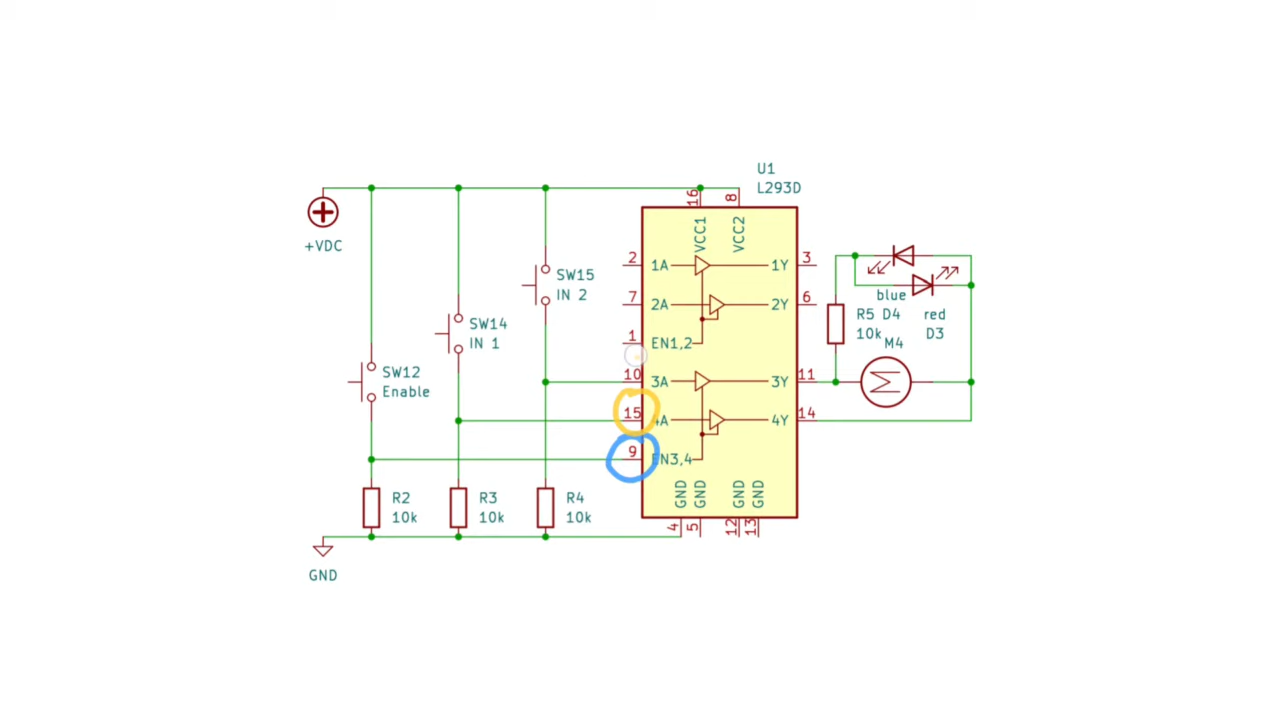 U1
L293D
16
8
+VDC
VCC1
VCC2
2
1A
1Y
3
SW15
IN 2
7
2A
2Y
6
blue
R5
D4
red
10k
M4
D3
SW14
IN 1
1
EN1,2
SW12
Enable
10
3A
3Y
11
15
4A
4Y
14
9
EN3,4
R2
10k
R3
10k
R4
10k
GND
GND
GND
GND
4
5
12
13
GND